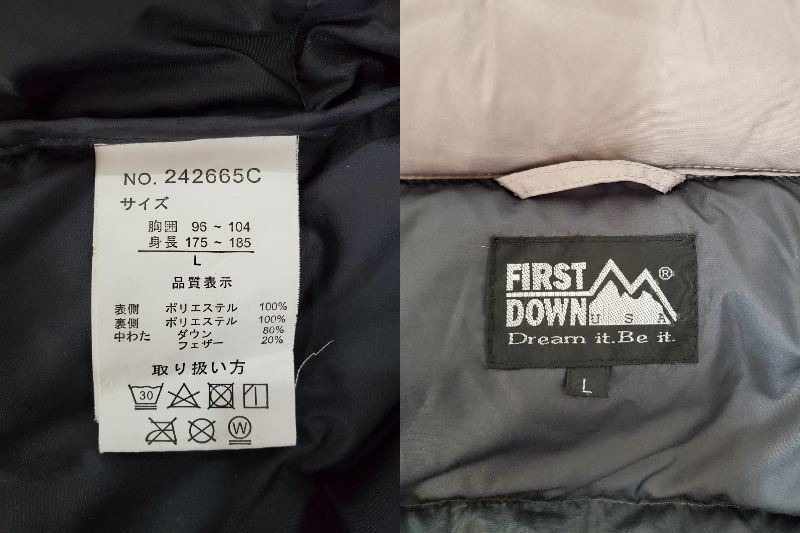 NO. 242665C
サイズ
胸囲 96 ~ 104
身長 175 ~ 185
L
品質表示
表側 ポリエステル 100%
裏側 ポリエステル 100%
中わた ダウン 80%
フェザー 20%
取り扱い方
30
W
FIRST
DOWN
USA
®
Dream it.Be it.
L